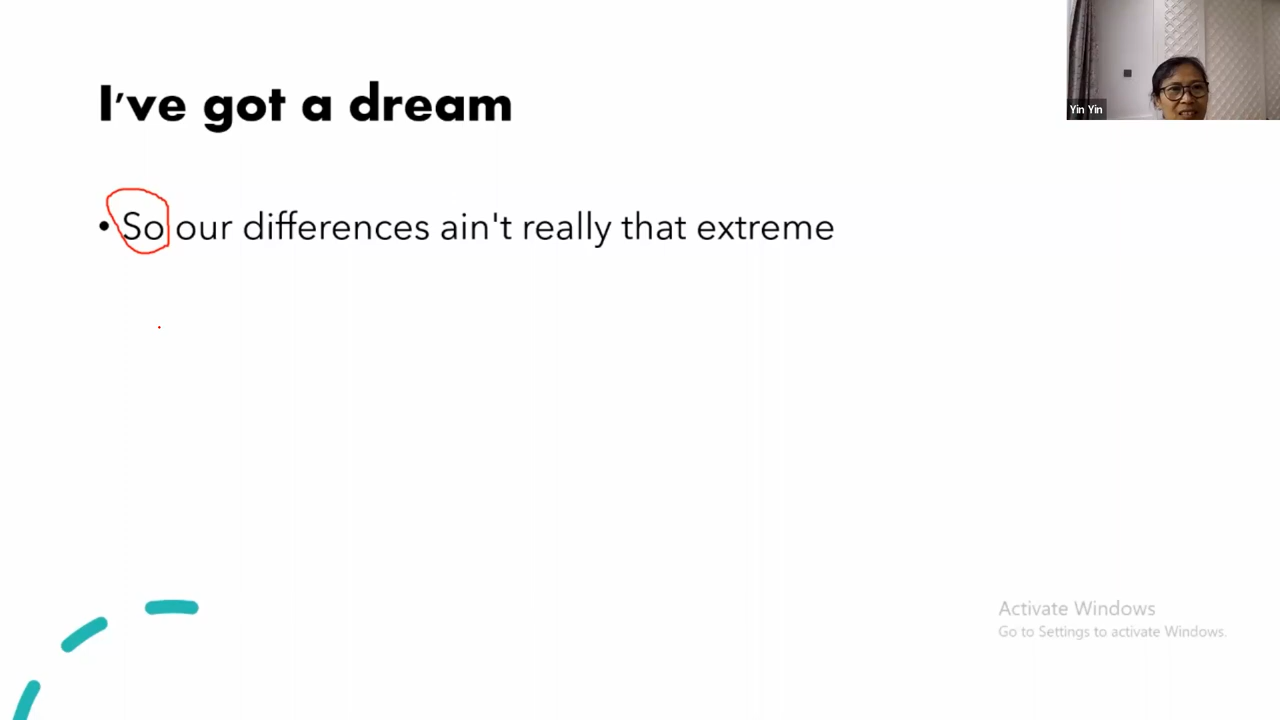 I've got a dream
Yin Yin
• So our differences ain't really that extreme
Activate Windows
Go to Settings to activate Windows.